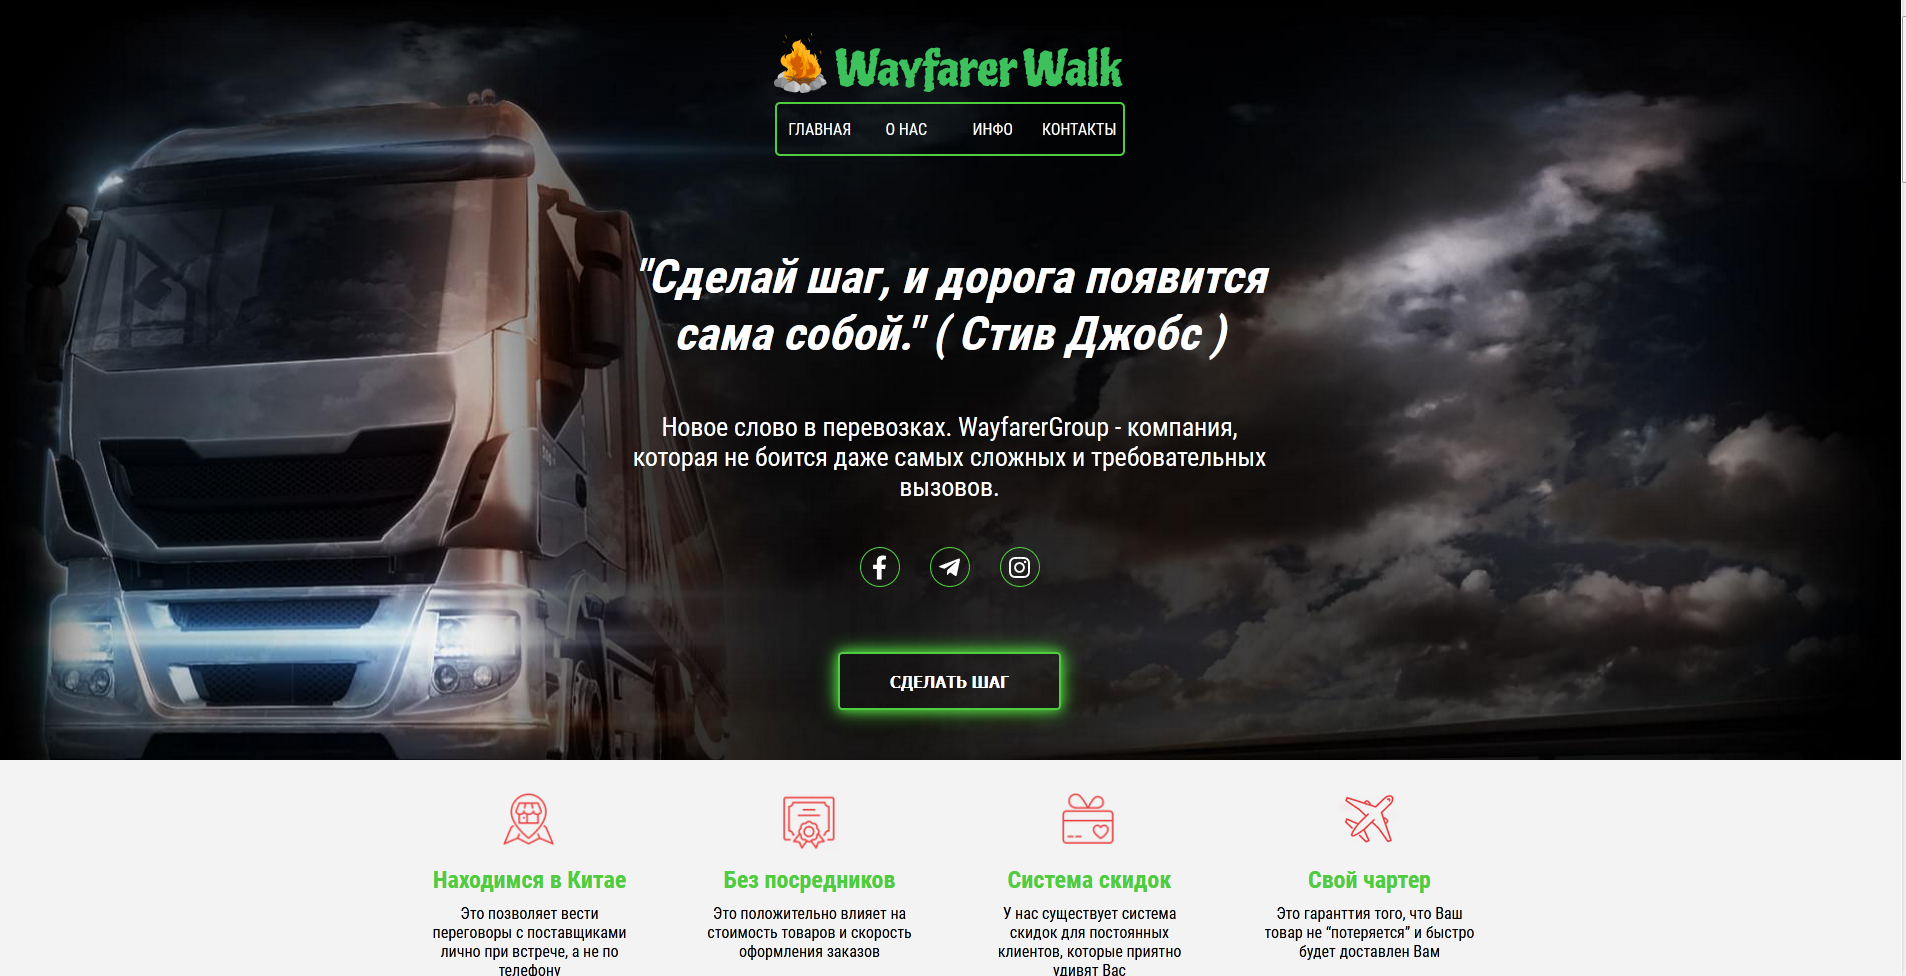 Wayfarer Walk
ГЛАВНАЯ О НАС ИНФО КОНТАКТЫ
"Сделай шаг, и дорога появится
сама собой." ( Стив Джобс )
Новое слово в перевозках. WayfarerGroup - компания,
которая не боится даже самых сложных и требовательных
вызовов.
СДЕЛАТЬ ШАГ
Находимся в Китае
Это позволяет вести
переговоры с поставщиками
лично при встрече, а не по
телефону
Без посредников
Это положительно влияет на
стоимость товаров и скорость
оформления заказов
Система скидок
У нас существует система
скидок для постоянных
клиентов, которые приятно
удивят Вас
Свой чартер
Это гаранттия того, что Ваш
товар не “потеряется” и быстро
будет доставлен Вам